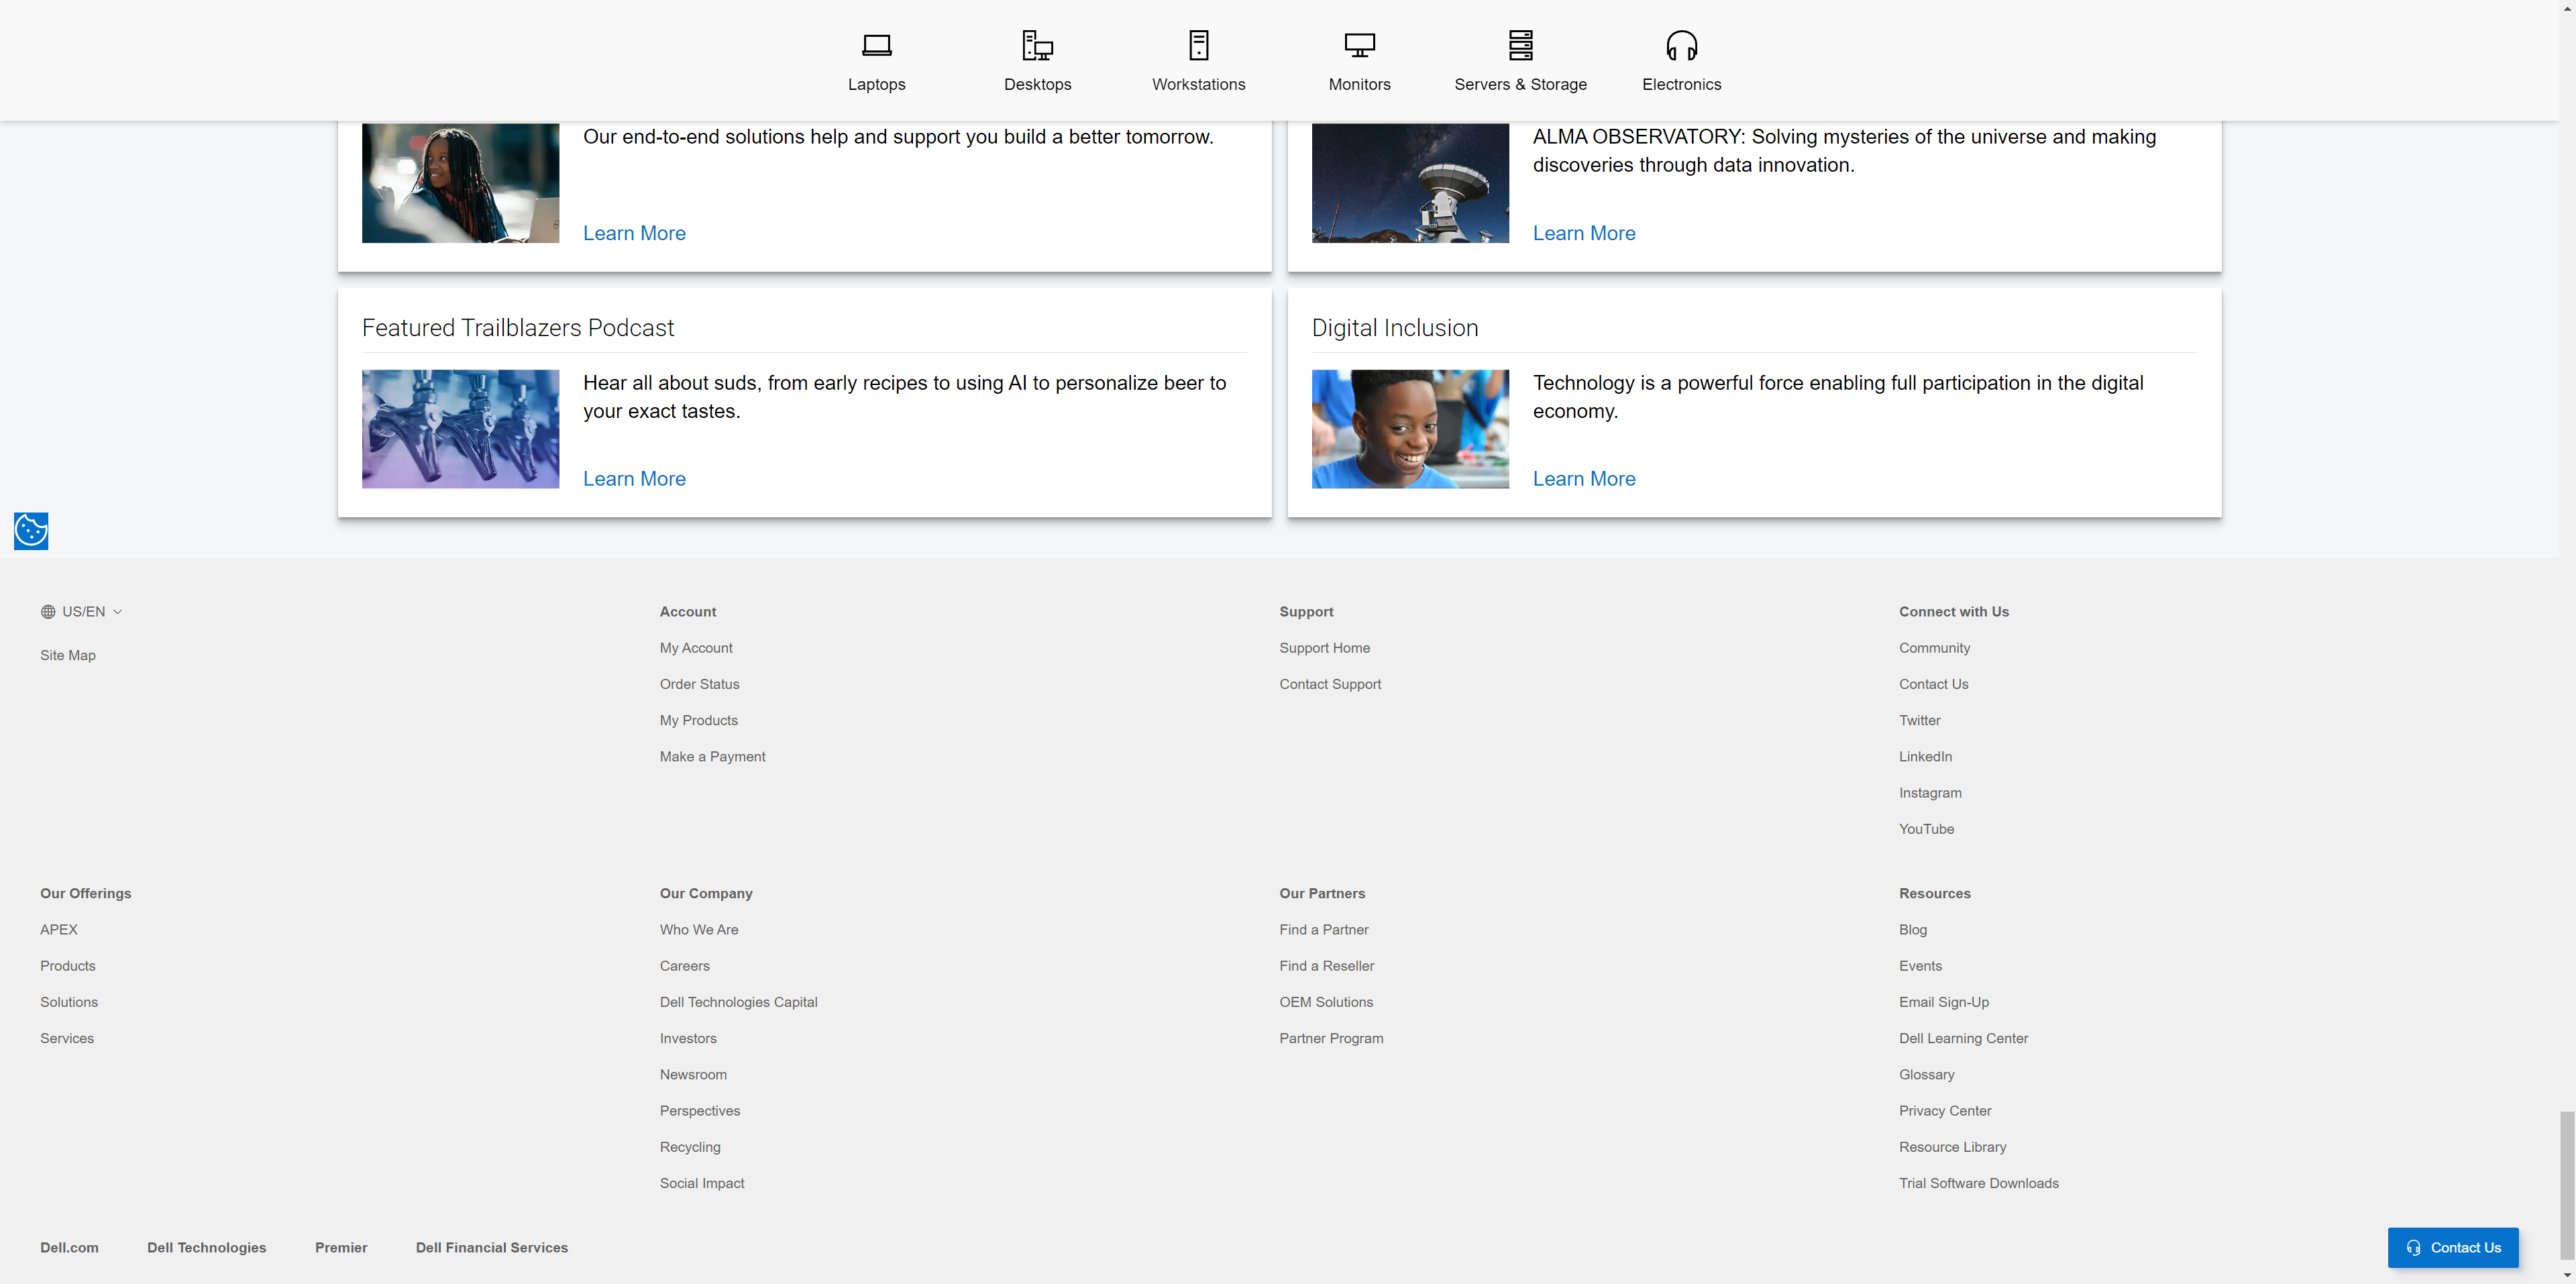 Laptops
Desktops
Workstations
Monitors
Servers & Storage
Electronics
Our end-to-end solutions help and support you build a better tomorrow.
Learn More
ALMA OBSERVATORY: Solving mysteries of the universe and making
discoveries through data innovation.
Learn More
Featured Trailblazers Podcast
Hear all about suds, from early recipes to using AI to personalize beer to
your exact tastes.
Learn More
Digital Inclusion
Technology is a powerful force enabling full participation in the digital
economy.
Learn More
US/EN
Site Map
Account
My Account
Order Status
My Products
Make a Payment
Support
Support Home
Contact Support
Connect with Us
Community
Contact Us
Twitter
LinkedIn
Instagram
YouTube
Our Offerings
APEX
Products
Solutions
Services
Our Company
Who We Are
Careers
Dell Technologies Capital
Investors
Newsroom
Perspectives
Recycling
Social Impact
Our Partners
Find a Partner
Find a Reseller
OEM Solutions
Partner Program
Resources
Blog
Events
Email Sign-Up
Dell Learning Center
Glossary
Privacy Center
Resource Library
Trial Software Downloads
Dell.com
Dell Technologies
Premier
Dell Financial Services
Contact Us